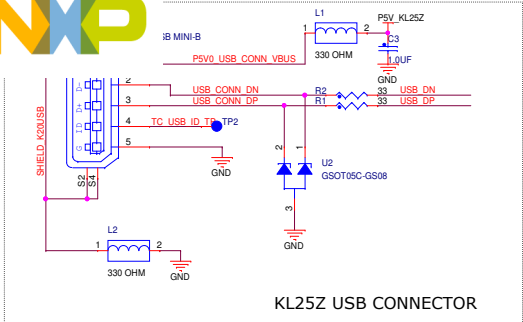 NXP
SB MINI-B
L1
1
2
P5V_KL25Z
330 OHM
C3
1.0UF
GND
P5V0_USB_CONN_VBUS
2
USB_CONN_DN
R2
33
USB_DN
3
USB_CONN_DP
R1
33
USB_DP
4
TC_USB_ID_TP
TP2
5
GND
D-
D+
ID
G
SHIELD_K20USB
S2
S4
2
1
U2
GSOT05C-GS08
3
GND
L2
1
2
330 OHM
GND
KL25Z USB CONNECTOR